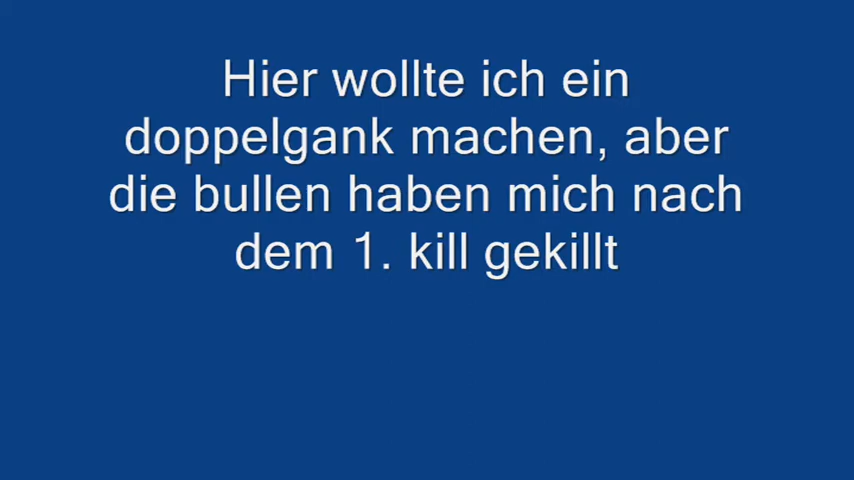 Hier wollte ich ein
doppelgank machen, aber
die bullen haben mich nach
dem 1. kill gekillt